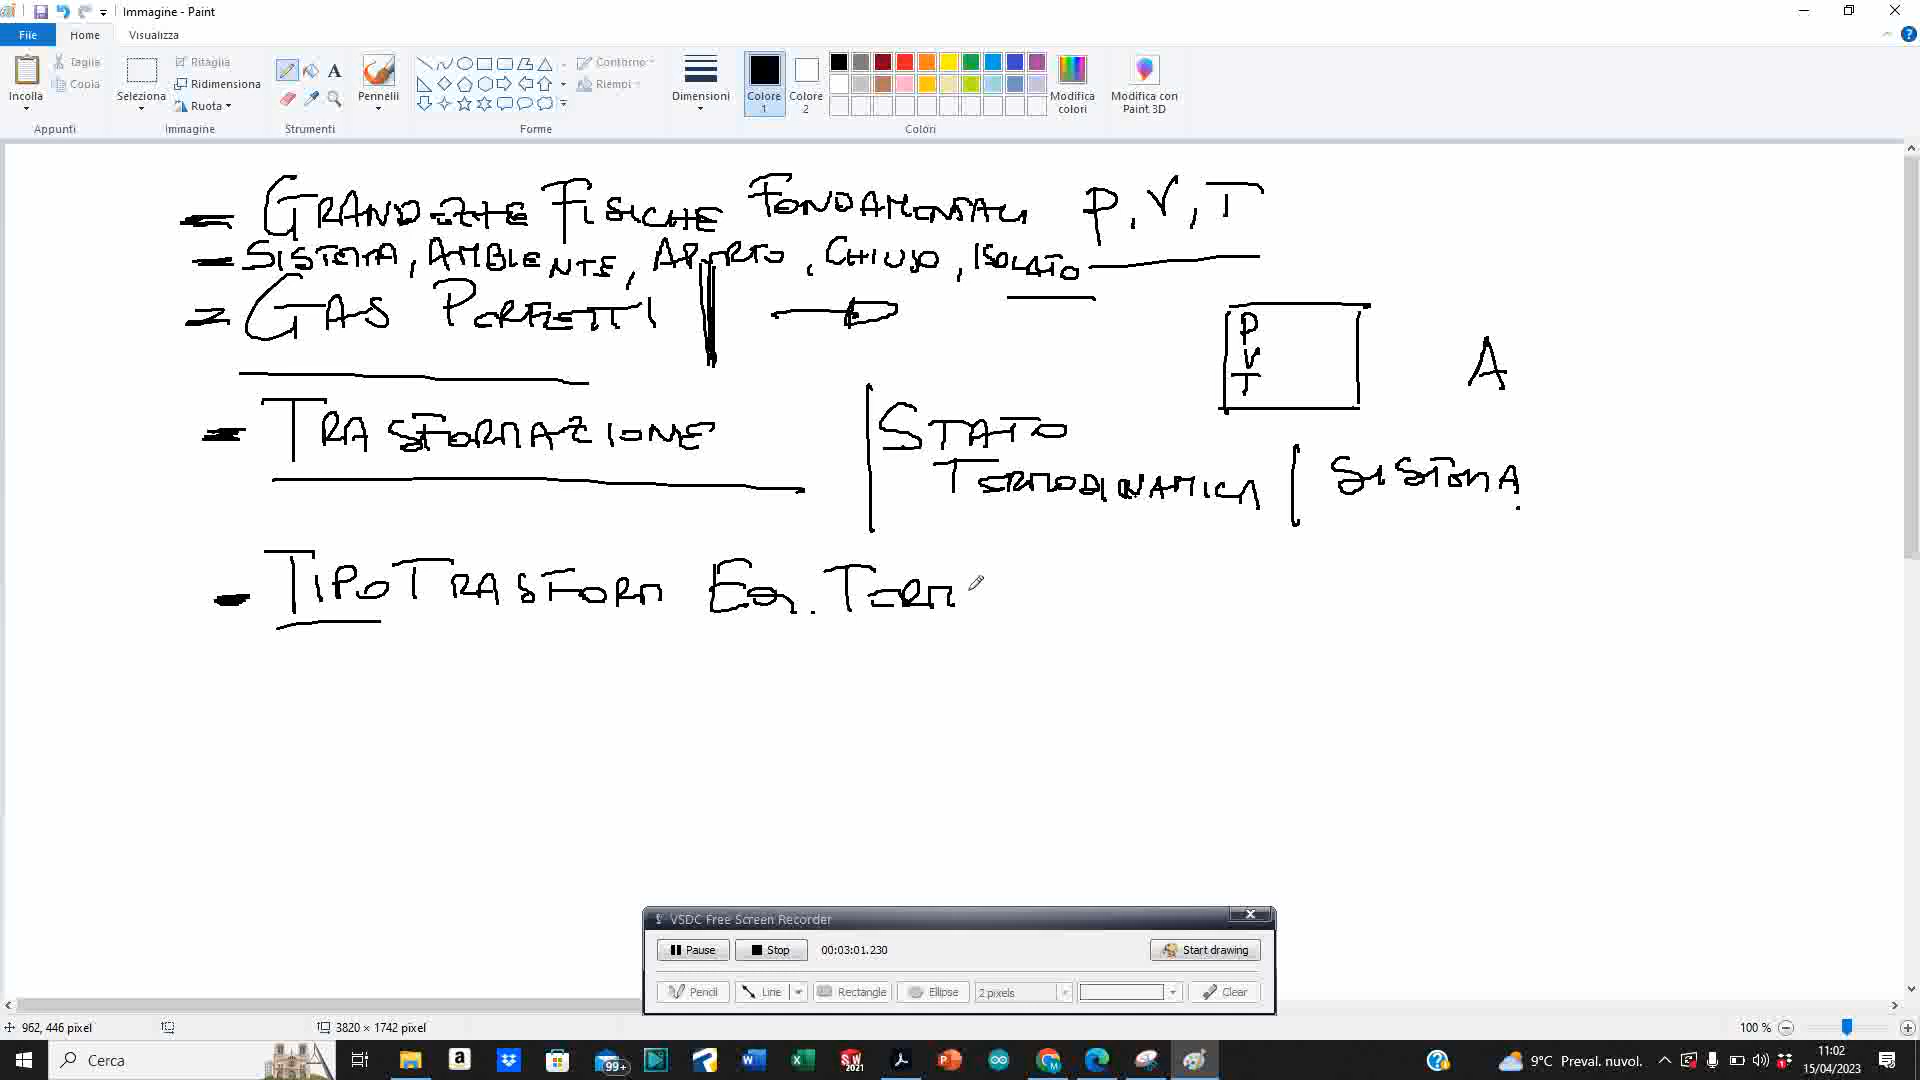 Immagine - Paint
File Home Visualizza
Incolla Taglia Copia Appunti
Seleziona Ritaglia Ridimensiona Ruota Immagine
A Strumenti
Pennelli
Contorno Riempi Forme
Dimensioni
Colore 1 Colore 2 Modifica colori Colori
Modifica con Paint 3D
- GRANDEZZE FISICHE FONDAMENTALI P, V, T
- SISTEMA, AMBIENTE, APERTO, CHIUSO, ISOLATO
- GAS PERFETTI
P
V
T
A
- TRASFORMAZIONE
STATO
TERMODINAMICA SISTEMA.
- TIPO TRASFORM EQ. TERM
VSDC Free Screen Recorder
Pause Stop 00:03:01.230 Start drawing
Pencil Line Rectangle Ellipse 2 pixels Clear
962, 446 pixel 3820 × 1742 pixel 100 %
Cerca 99+ 2021 9°C Preval. nuvol. 11:02
15/04/2023